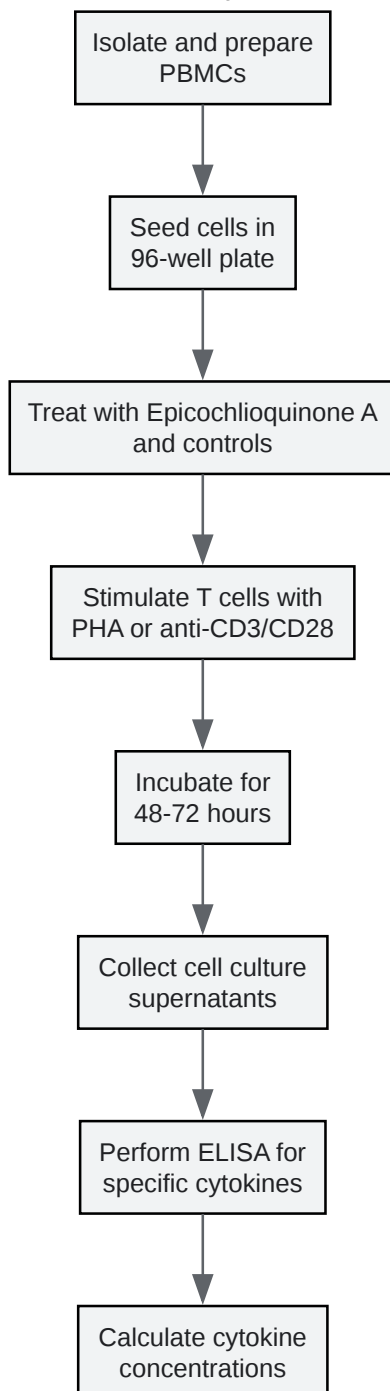 Isolate and prepare
PBMCs
Seed cells in
96-well plate
Treat with Epicochlioquinone A
and controls
Stimulate T cells with
PHA or anti-CD3/CD28
Incubate for
48-72 hours
Collect cell culture
supernatants
Perform ELISA for
specific cytokines
Calculate cytokine
concentrations